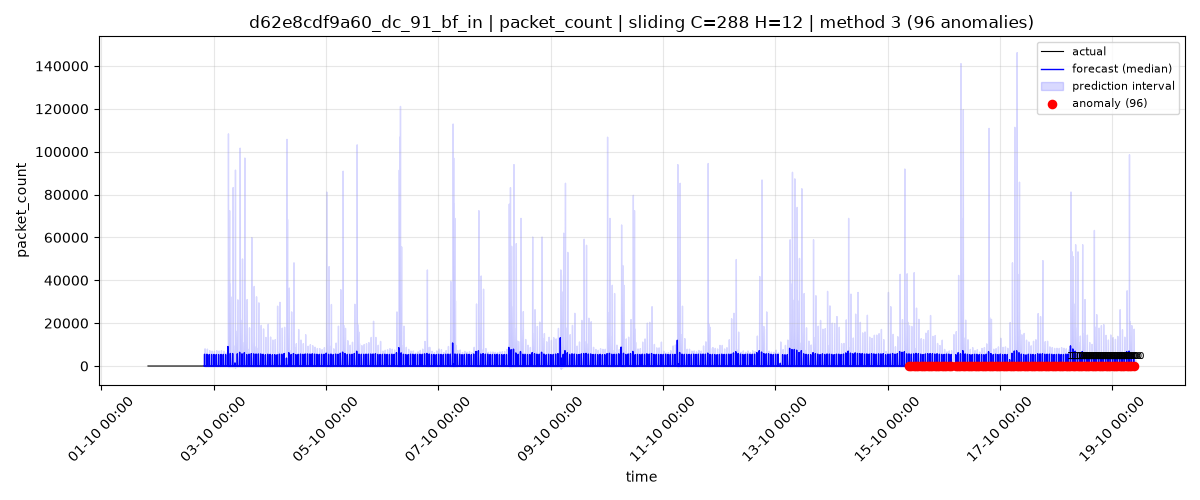 d62e8cdf9a60_dc_91_bf_in | packet_count | sliding C=288 H=12 | method 3 (96 anomalies)
actual
forecast (median)
prediction interval
anomaly (96)
packet_count
140000
120000
100000
80000
60000
40000
20000
0
01-10 00:00
03-10 00:00
05-10 00:00
07-10 00:00
09-10 00:00
11-10 00:00
13-10 00:00
15-10 00:00
17-10 00:00
19-10 00:00
time